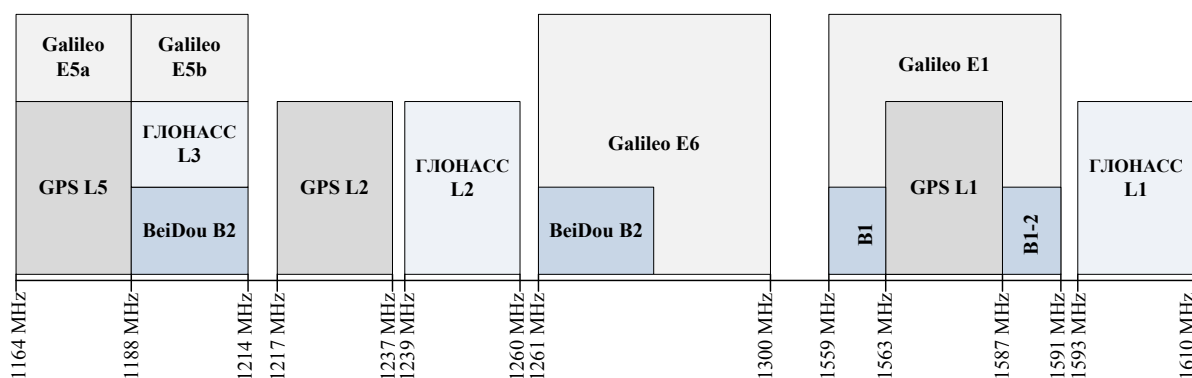 Galileo
E5a
Galileo
E5b
Galileo E1
ГЛОНАСС
L3
Galileo E6
ГЛОНАСС
L2
ГЛОНАСС
L1
GPS L5
GPS L2
GPS L1
BeiDou B2
BeiDou B2
B1
B1-2
1164 MHz
1188 MHz
1214 MHz
1217 MHz
1237 MHz
1239 MHz
1260 MHz
1261 MHz
1300 MHz
1559 MHz
1563 MHz
1587 MHz
1591 MHz
1593 MHz
1610 MHz